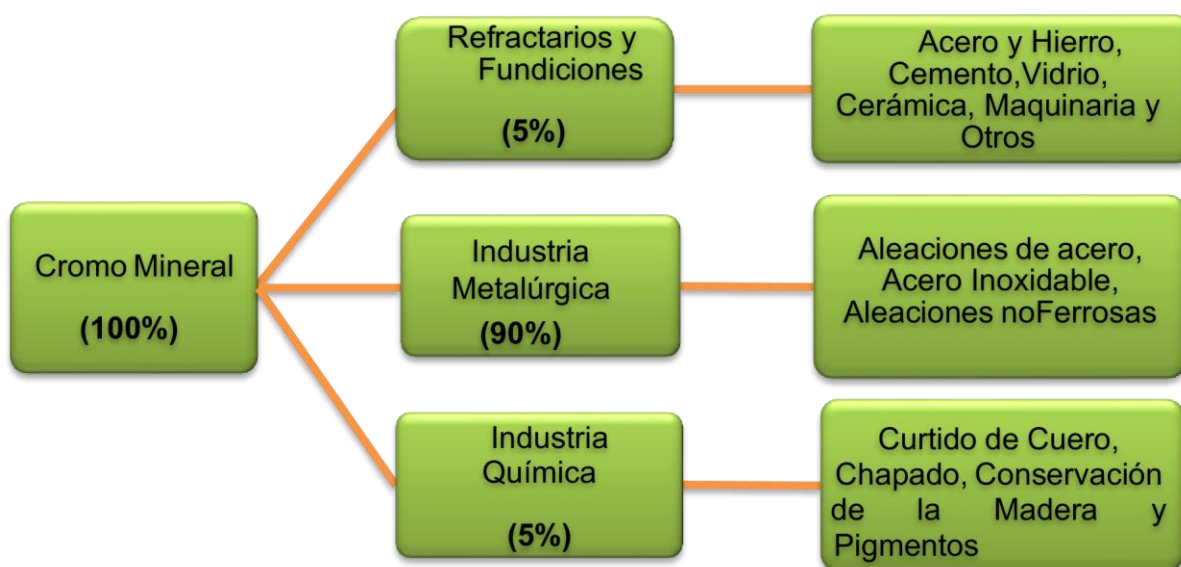 Cromo Mineral
(100%)
Refractarios y
Fundiciones
(5%)
Acero y Hierro,
Cemento,Vidrio,
Cerámica, Maquinaria y
Otros
Industria
Metalúrgica
(90%)
Aleaciones de acero,
Acero Inoxidable,
Aleaciones noFerrosas
Industria
Química
(5%)
Curtido de Cuero,
Chapado, Conservación
de la Madera y
Pigmentos